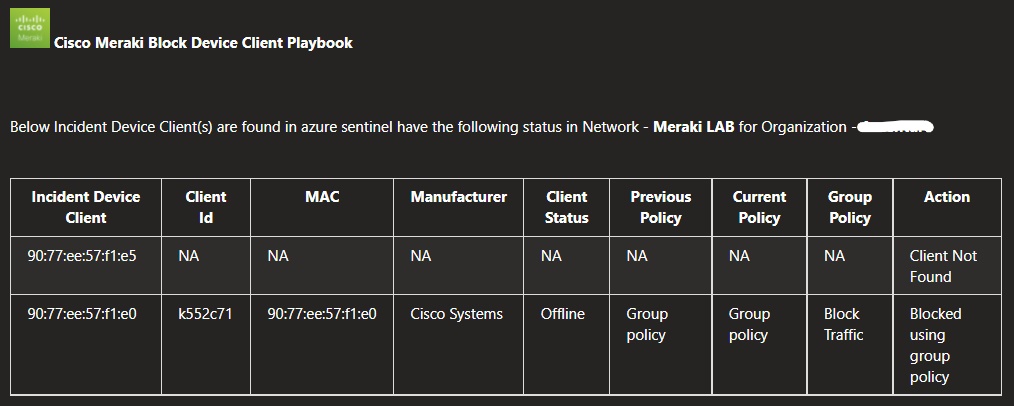 CISCO
Meraki
Cisco Meraki Block Device Client Playbook
Below Incident Device Client(s) are found in azure sentinel have the following status in Network - Meraki LAB for Organization -
Incident Device Client | Client Id | MAC | Manufacturer | Client Status | Previous Policy | Current Policy | Group Policy | Action
90:77:ee:57:f1:e5 | NA | NA | NA | NA | NA | NA | NA | Client Not Found
90:77:ee:57:f1:e0 | k552c71 | 90:77:ee:57:f1:e0 | Cisco Systems | Offline | Group policy | Group policy | Block Traffic | Blocked using group policy